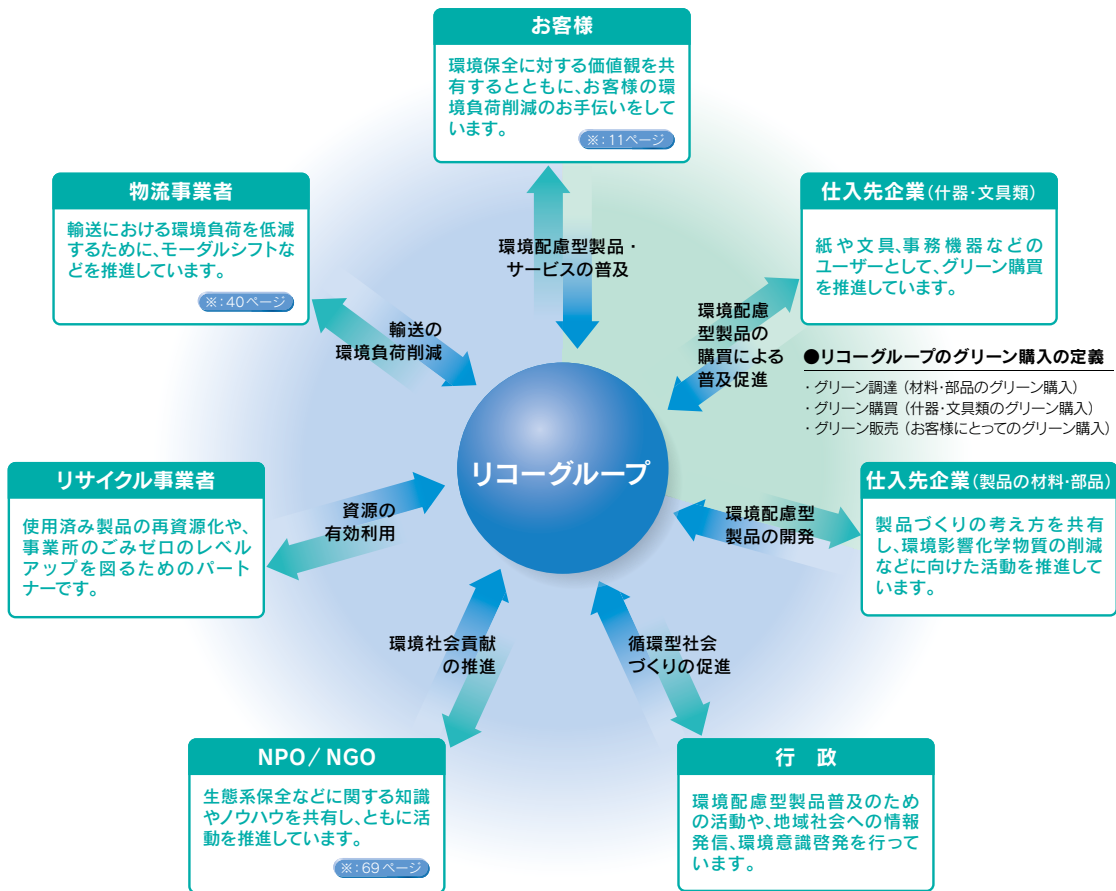 お客様
環境保全に対する価値観を共
有するとともに、お客様の環
境負荷削減のお手伝いをして
います。
※:11ページ
物流事業者
輸送における環境負荷を低減
するために、モーダルシフトな
どを推進しています。
※:40ページ
仕入先企業(什器・文具類)
紙や文具、事務機器などの
ユーザーとして、グリーン購買
を推進しています。
環境配慮型製品・
サービスの普及
輸送の
環境負荷削減
環境配慮
型製品の
購買による
普及促進
●リコーグループのグリーン購入の定義
・グリーン調達 (材料・部品のグリーン購入)
・グリーン購買 (什器・文具類のグリーン購入)
・グリーン販売 (お客様にとってのグリーン購入)
リコーグループ
リサイクル事業者
使用済み製品の再資源化や、
事業所のごみゼロのレベル
アップを図るためのパート
ナーです。
資源の
有効利用
環境配慮型
製品の開発
仕入先企業(製品の材料・部品)
製品づくりの考え方を共有
し、環境影響化学物質の削減
などに向けた活動を推進して
います。
環境社会貢献
の推進
循環型社会
づくりの促進
NPO/NGO
生態系保全などに関する知識
やノウハウを共有し、ともに活
動を推進しています。
※:69ページ
行 政
環境配慮型製品普及のため
の活動や、地域社会への情報
発信、環境意識啓発を行って
います。